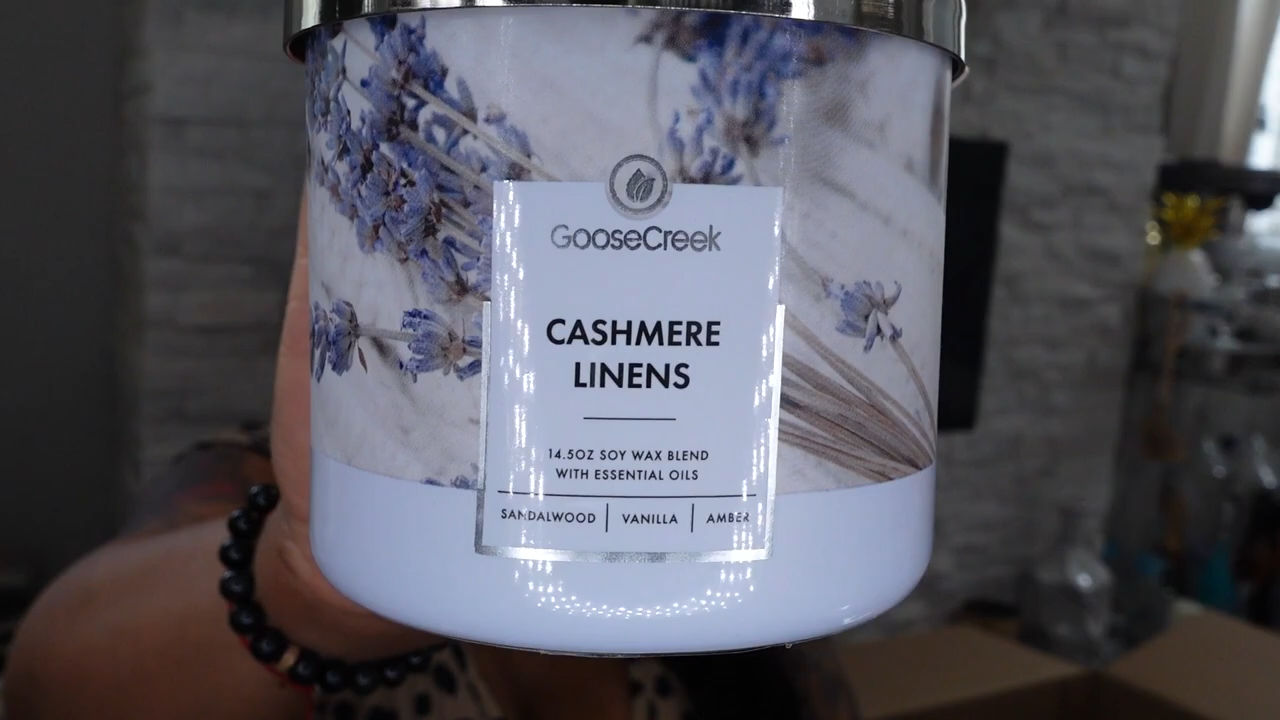 GooseCreek
CASHMERE
LINENS
14.5OZ SOY WAX BLEND
WITH ESSENTIAL OILS
SANDALWOOD | VANILLA | AMBER